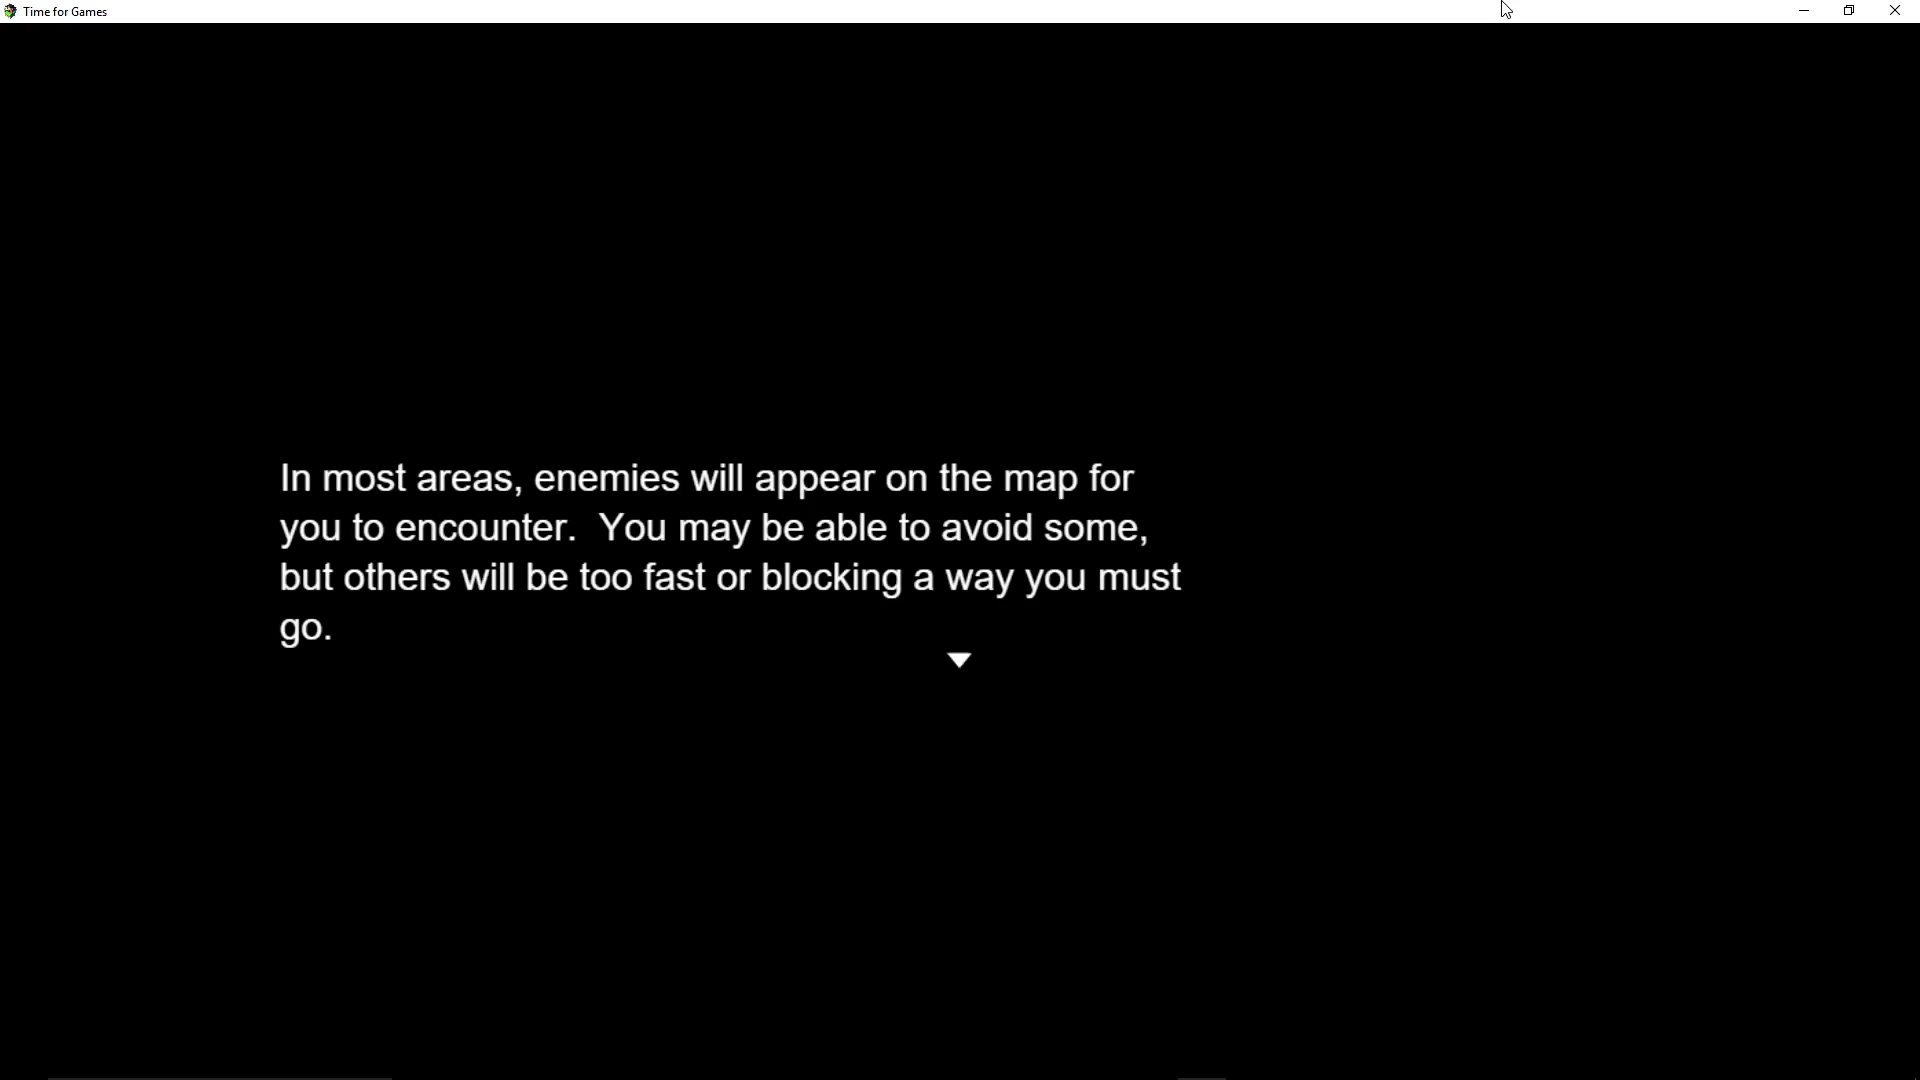 Time for Games
In most areas, enemies will appear on the map for
you to encounter.  You may be able to avoid some,
but others will be too fast or blocking a way you must
go.